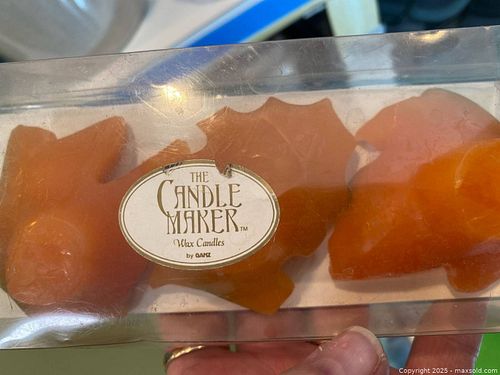 THE
CANDLE
MAKER™
Wax Candles
by GANZ
Copyright 2025 - maxsold.com